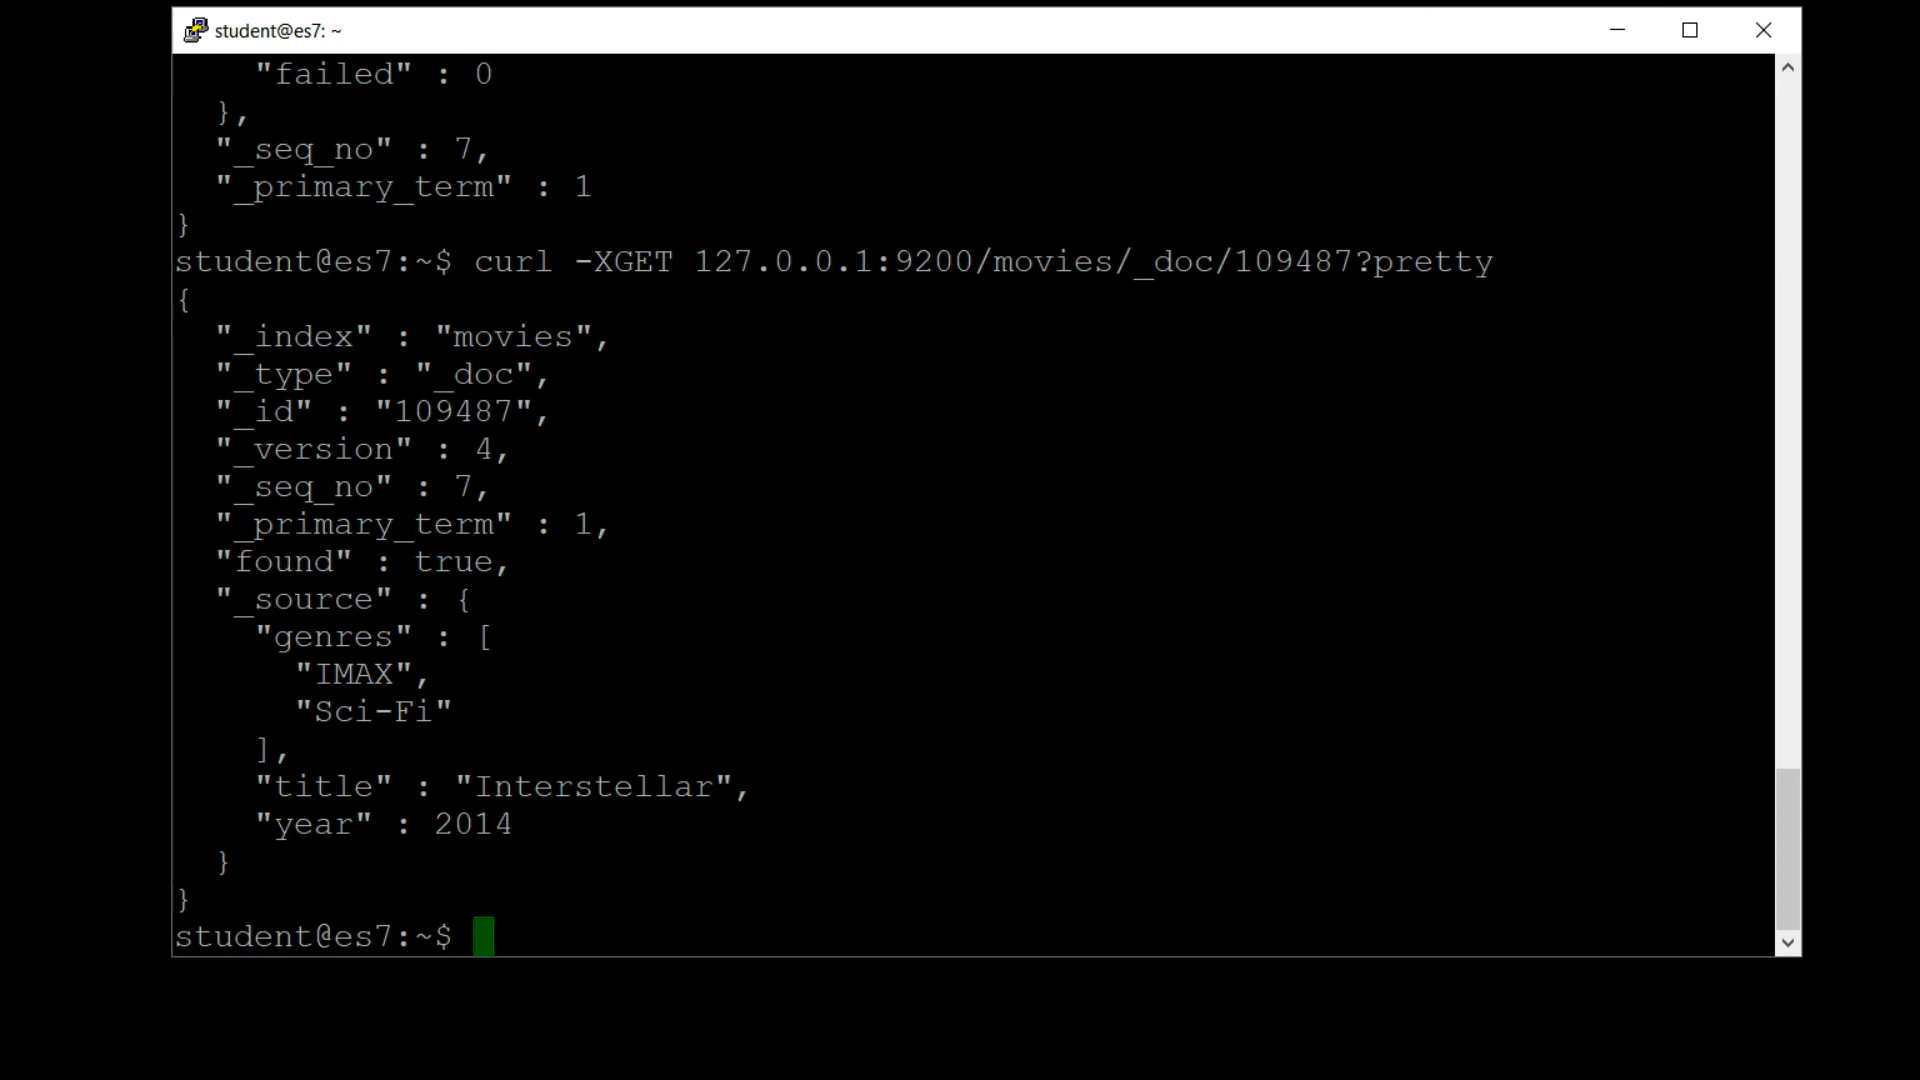 student@es7: ~
"failed" : 0
},
"_seq_no" : 7,
"_primary_term" : 1
}
student@es7:~$ curl -XGET 127.0.0.1:9200/movies/_doc/109487?pretty
{
"_index" : "movies",
"_type" : "_doc",
"_id" : "109487",
"_version" : 4,
"_seq_no" : 7,
"_primary_term" : 1,
"found" : true,
"_source" : {
"genres" : [
"IMAX",
"Sci-Fi"
],
"title" : "Interstellar",
"year" : 2014
}
}
student@es7:~$